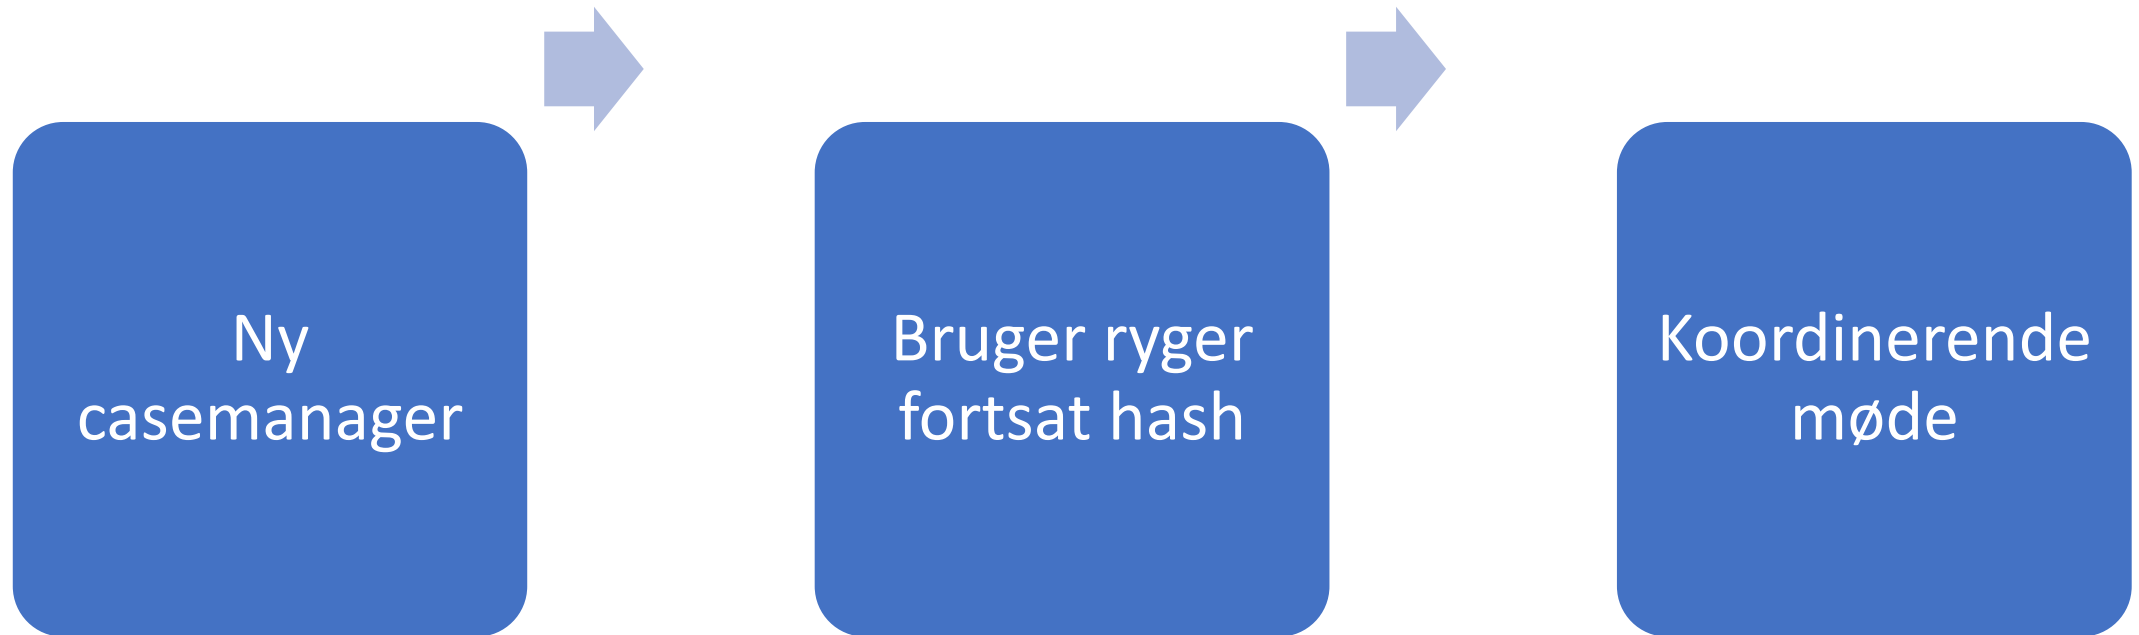 Ny
casemanager
Bruger ryger
fortsat hash
Koordinerende
møde